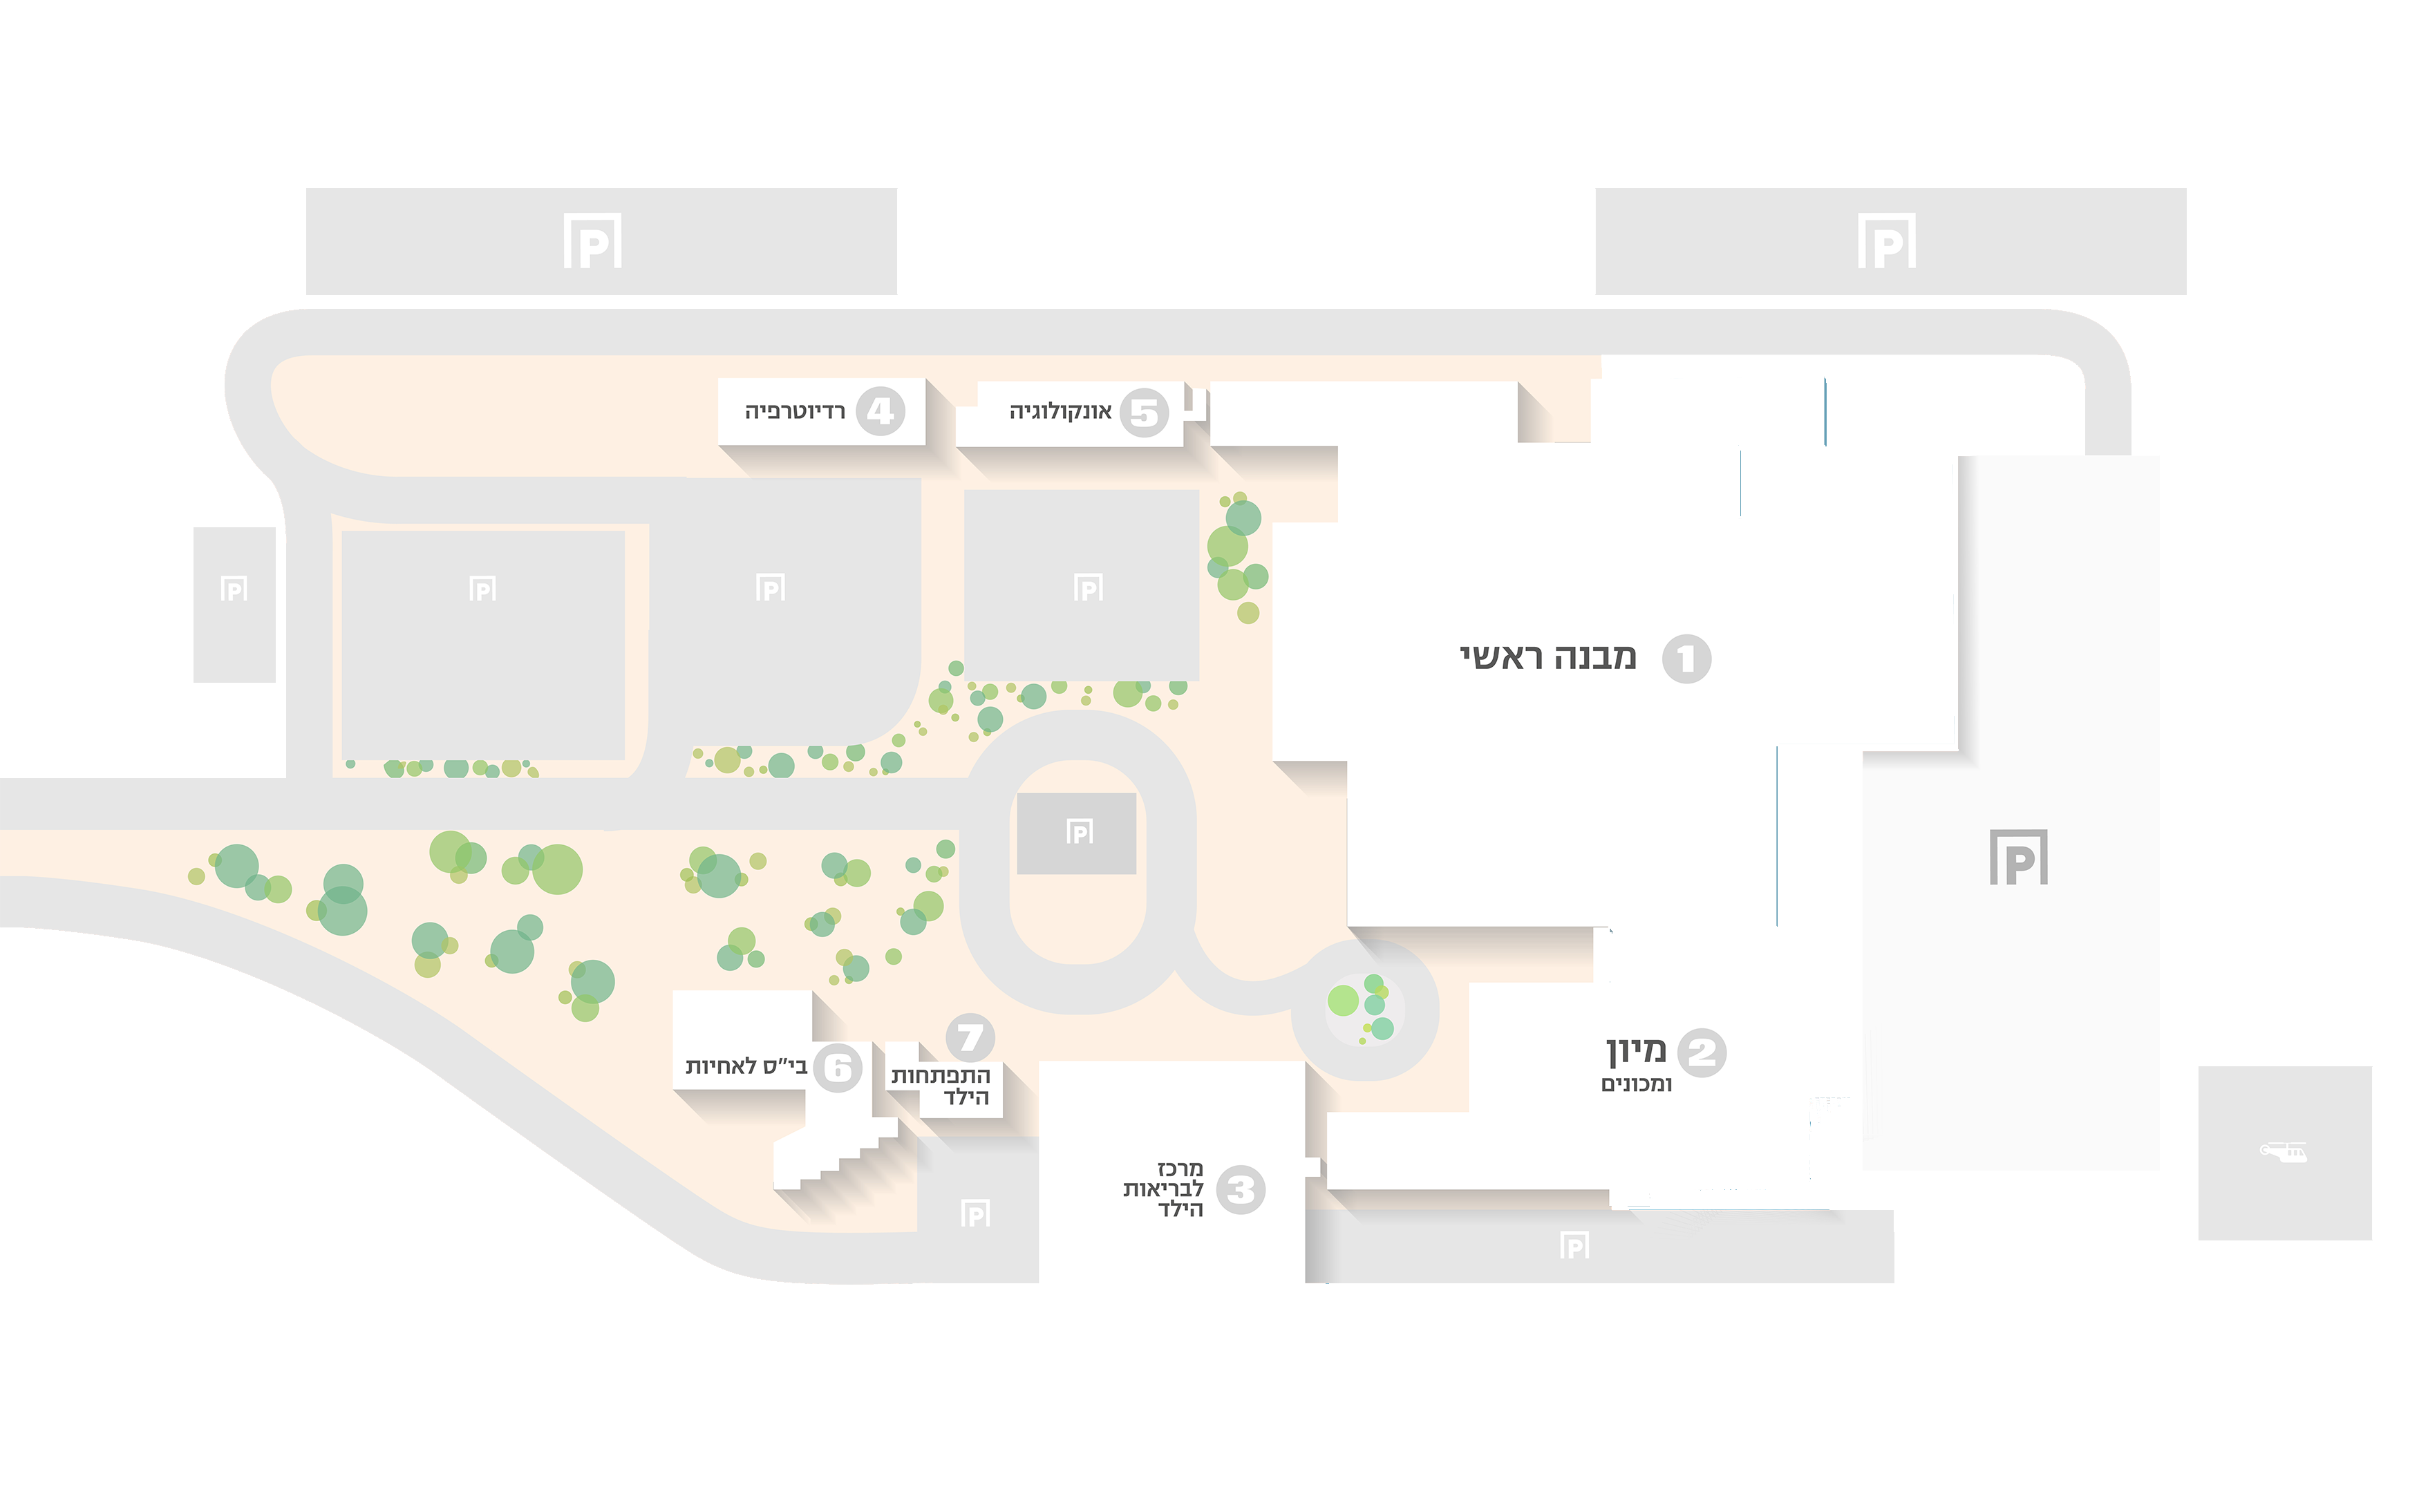 P
P
רדיוטרפיה 4
אונקולוגיה 5
P
P
P
P
1 מבנה ראשי
P
P
2 מיון
ומכונים
6 בי"ס לאחיות
7
התפתחות
הילד
3 מרכז
לבריאות
הילד
P
P